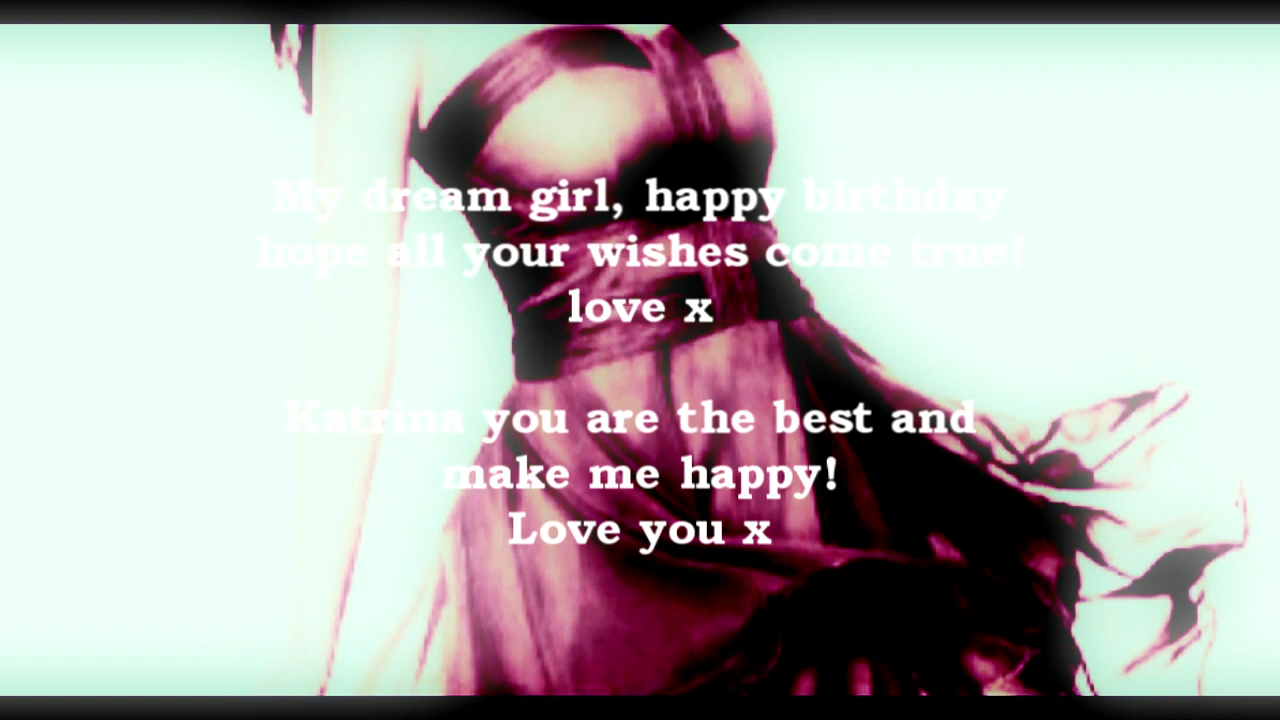 My dream girl, happy birthday
hope all your wishes come true!
love x
Katrina you are the best and
make me happy!
Love you x